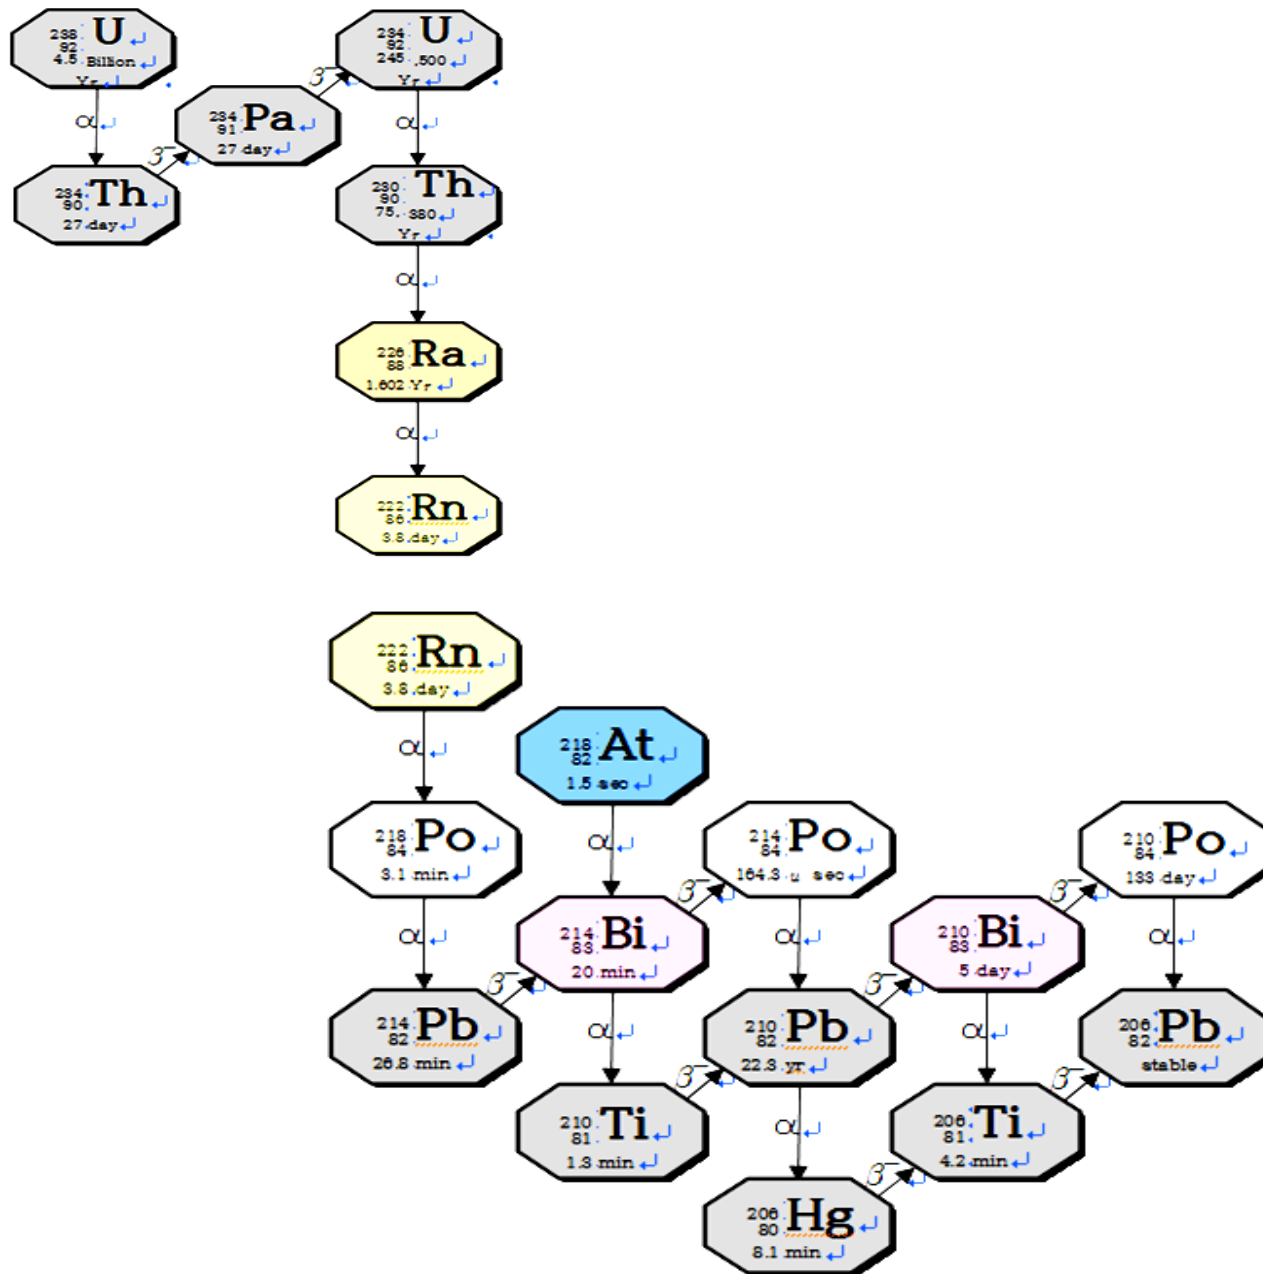 238 U
92
4.5 Billion
Yr
α
234 Th
90
27 day
β−
234 Pa
91
27 day
β−
234 U
92
245 ,500
Yr
α
230 Th
90
75, 380
Yr
α
226 Ra
88
1.602 Yr
α
222 Rn
86
3.8 day
222 Rn
86
3.8 day
α
218 At
82
1.5 sec
α
218 Po
84
3.1 min
α
214 Po
84
164.3 u sec
α
210 Po
84
133 day
α
214 Bi
83
20 min
β−
α
210 Bi
83
5 day
β−
α
214 Pb
82
26.8 min
β−
210 Pb
82
22.3 yr
β−
α
206 Pb
82
stable
210 Ti
81
1.3 min
β−
206 Ti
81
4.2 min
β−
206 Hg
80
8.1 min
β−